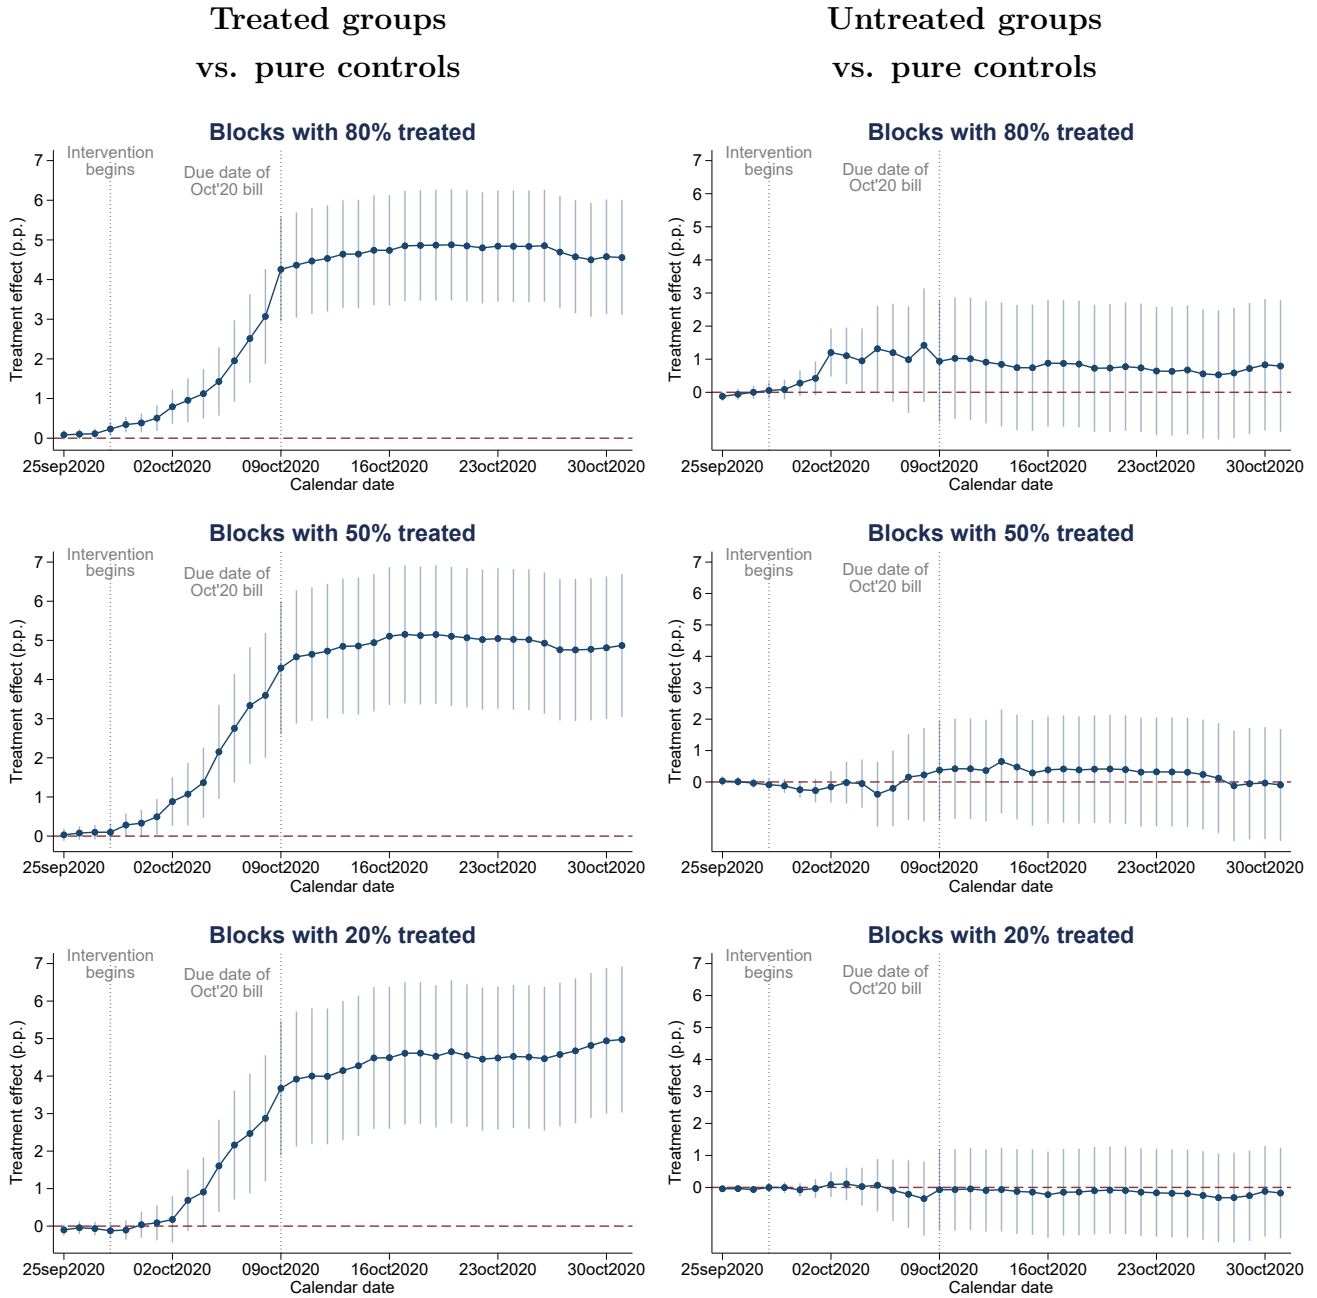 Treated groups
vs. pure controls
Untreated groups
vs. pure controls
Blocks with 80% treated
Intervention
begins
Due date of
Oct'20 bill
Treatment effect (p.p.)
7
6
5
4
3
2
1
0
25sep2020 02oct2020 09oct2020 16oct2020 23oct2020 30oct2020
Calendar date
Blocks with 80% treated
Intervention
begins
Due date of
Oct'20 bill
Treatment effect (p.p.)
7
6
5
4
3
2
1
0
25sep2020 02oct2020 09oct2020 16oct2020 23oct2020 30oct2020
Calendar date
Blocks with 50% treated
Intervention
begins
Due date of
Oct'20 bill
Treatment effect (p.p.)
7
6
5
4
3
2
1
0
25sep2020 02oct2020 09oct2020 16oct2020 23oct2020 30oct2020
Calendar date
Blocks with 50% treated
Intervention
begins
Due date of
Oct'20 bill
Treatment effect (p.p.)
7
6
5
4
3
2
1
0
25sep2020 02oct2020 09oct2020 16oct2020 23oct2020 30oct2020
Calendar date
Blocks with 20% treated
Intervention
begins
Due date of
Oct'20 bill
Treatment effect (p.p.)
7
6
5
4
3
2
1
0
25sep2020 02oct2020 09oct2020 16oct2020 23oct2020 30oct2020
Calendar date
Blocks with 20% treated
Intervention
begins
Due date of
Oct'20 bill
Treatment effect (p.p.)
7
6
5
4
3
2
1
0
25sep2020 02oct2020 09oct2020 16oct2020 23oct2020 30oct2020
Calendar date